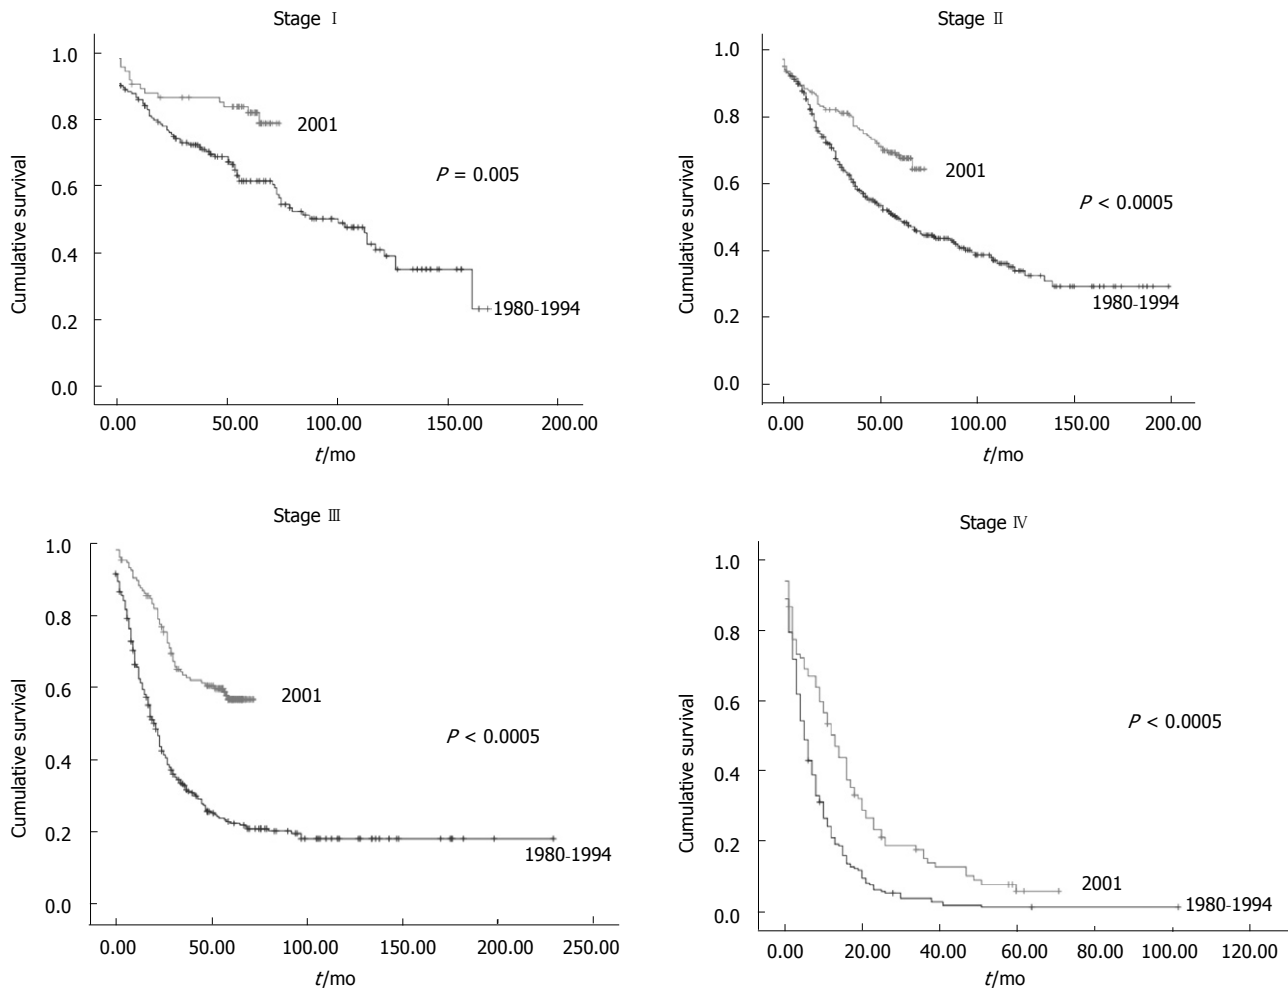 Stage Ⅰ
1.0
0.8
0.6
0.4
0.2
0.0
Cumulative survival
2001
P = 0.005
1980-1994
0.00 50.00 100.00 150.00 200.00
t/mo
Stage Ⅱ
1.0
0.8
0.6
0.4
0.2
0.0
Cumulative survival
2001
P < 0.0005
1980-1994
0.00 50.00 100.00 150.00 200.00
t/mo
Stage Ⅲ
1.0
0.8
0.6
0.4
0.2
0.0
Cumulative survival
2001
P < 0.0005
1980-1994
0.00 50.00 100.00 150.00 200.00 250.00
t/mo
Stage Ⅳ
1.0
0.8
0.6
0.4
0.2
0.0
Cumulative survival
P < 0.0005
2001
1980-1994
0.00 20.00 40.00 60.00 80.00 100.00 120.00
t/mo